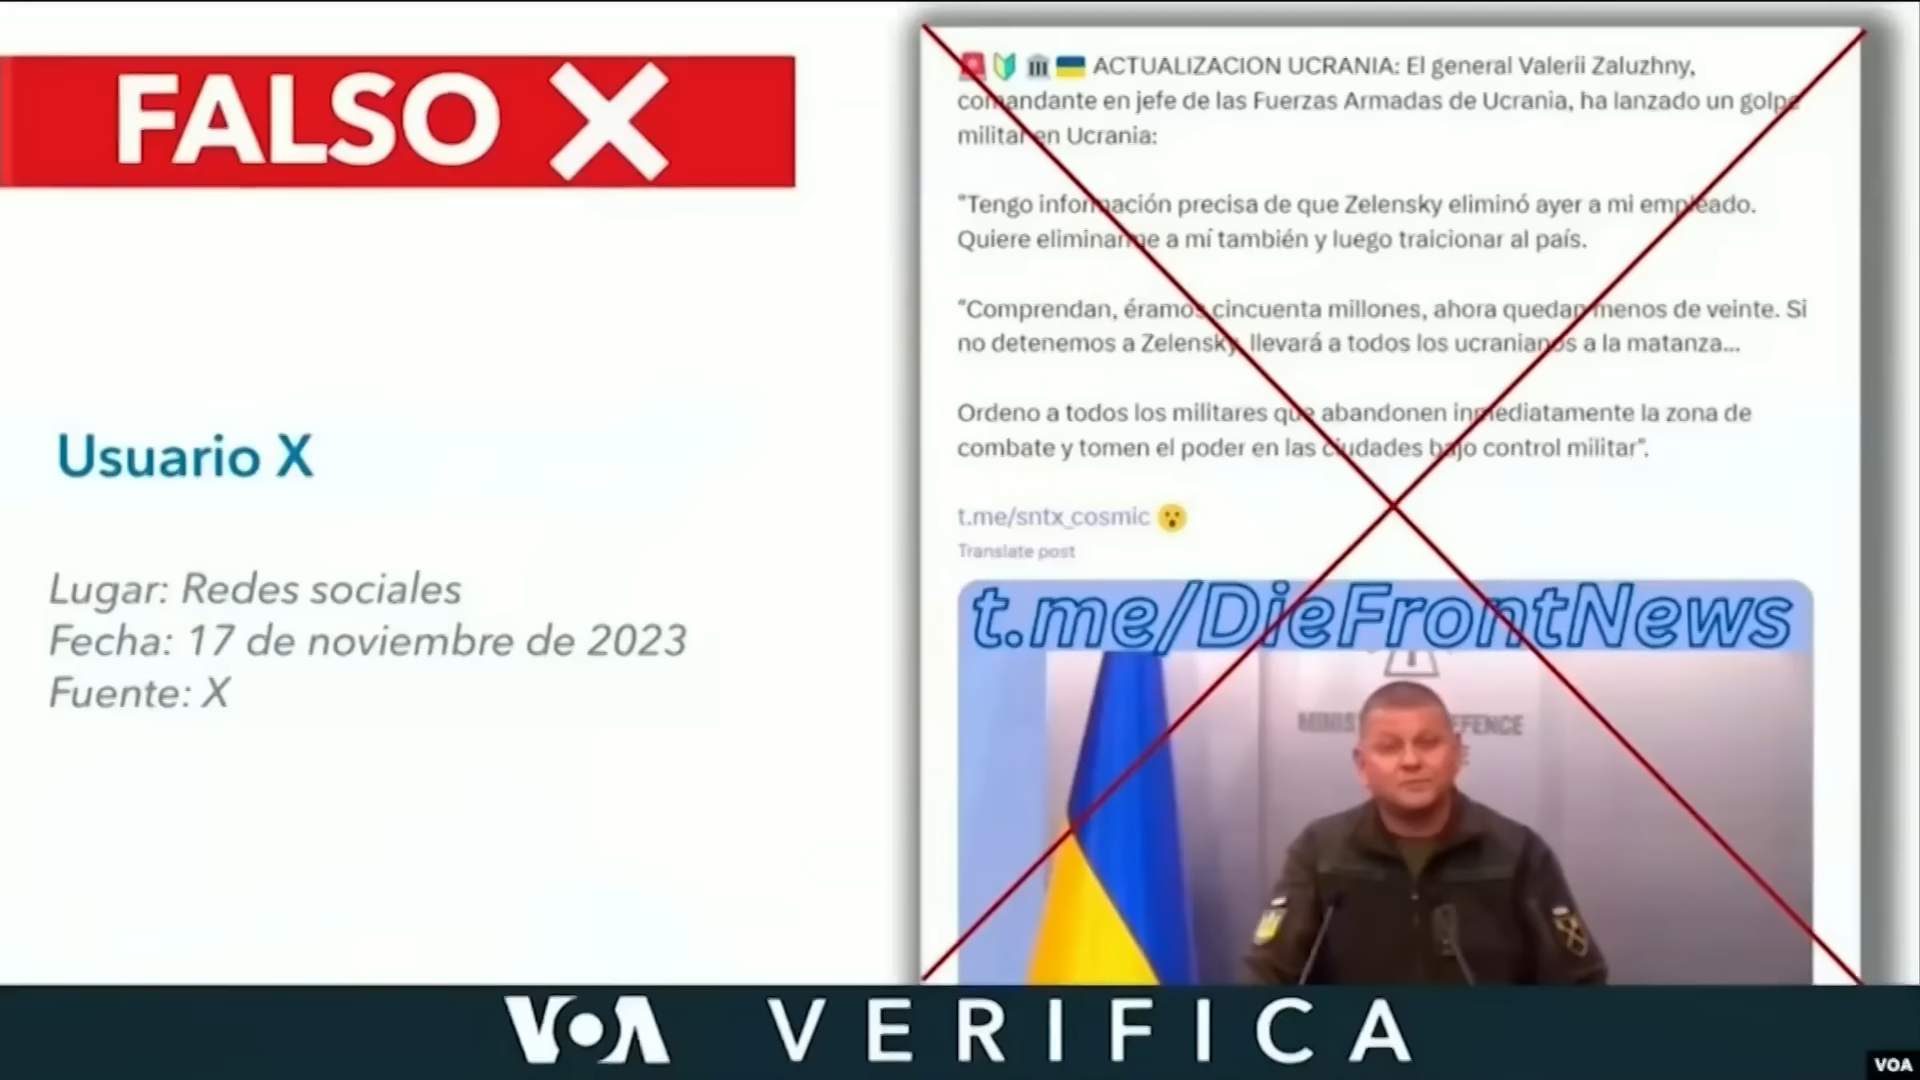 FALSO
Usuario X
Lugar: Redes sociales
Fecha: 17 de noviembre de 2023
Fuente: X
ACTUALIZACION UCRANIA: El general Valerii Zaluzhny,
comandante en jefe de las Fuerzas Armadas de Ucrania, ha lanzado un golpe
militar en Ucrania:
"Tengo información precisa de que Zelensky eliminó ayer a mi empleado.
Quiere eliminarme a mí también y luego traicionar al país.
"Comprendan, éramos cincuenta millones, ahora quedan menos de veinte. Si
no detenemos a Zelensky, llevará a todos los ucranianos a la matanza...
Ordeno a todos los militares que abandonen inmediatamente la zona de
combate y tomen el poder en las ciudades bajo control militar".
t.me/sntx_cosmic
Translate post
t.me/DieFrontNews
VOA VERIFICA
VOA